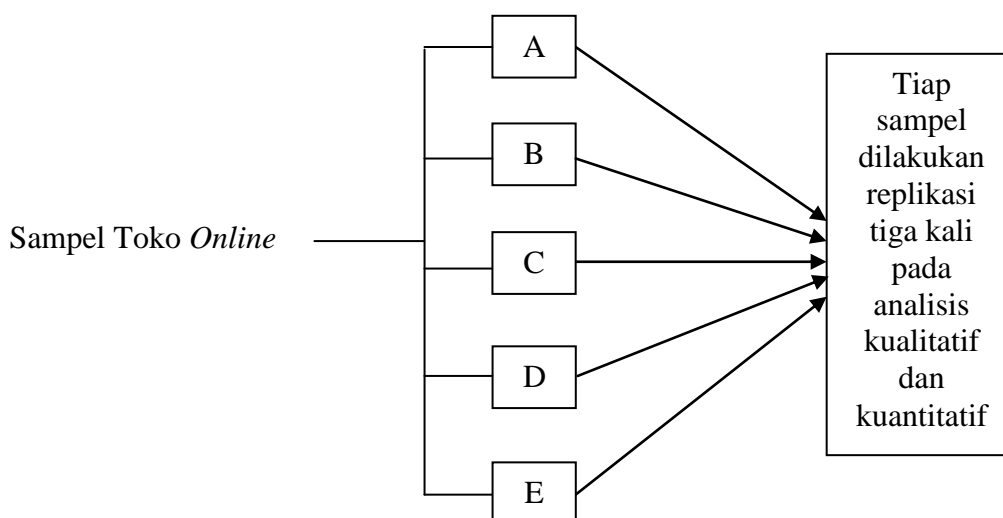 Sampel Toko Online
A
B
C
D
E
Tiap
sampel
dilakukan
replikasi
tiga kali
pada
analisis
kualitatif
dan
kuantitatif